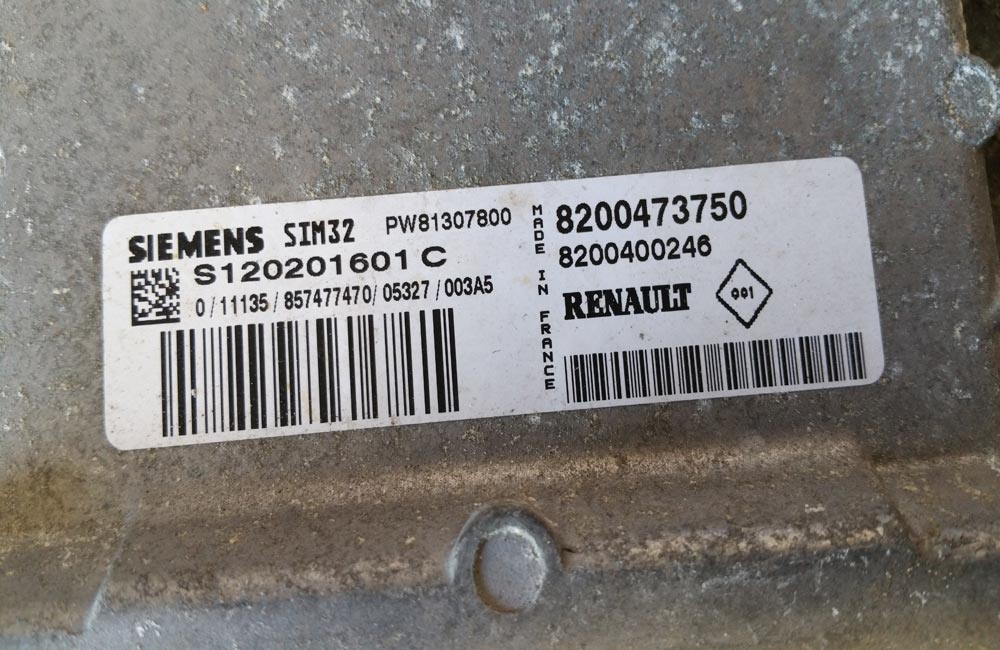 SIEMENS SIM32 PW81307800
S120201601 C
0/11135/857477470/05327/003A5
MADE IN FRANCE
8200473750
8200400246
RENAULT 001